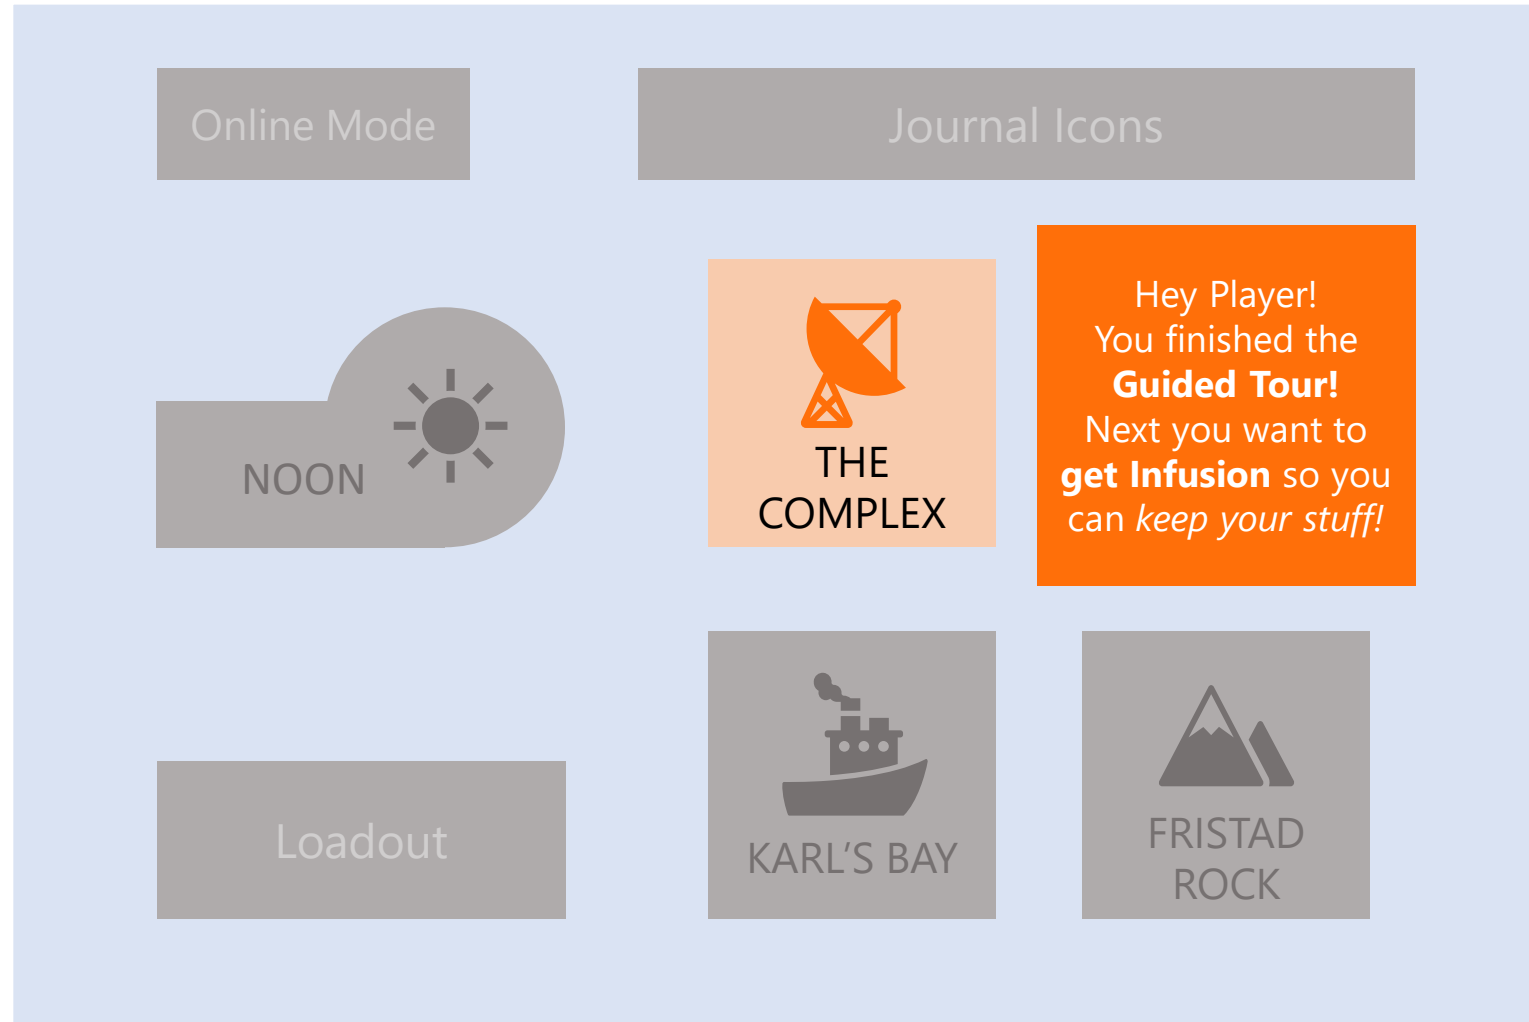 Online Mode
Journal Icons
NOON
THE
COMPLEX
Hey Player!
You finished the
Guided Tour!
Next you want to
get Infusion so you
can keep your stuff!
Loadout
KARL’S BAY
FRISTAD
ROCK